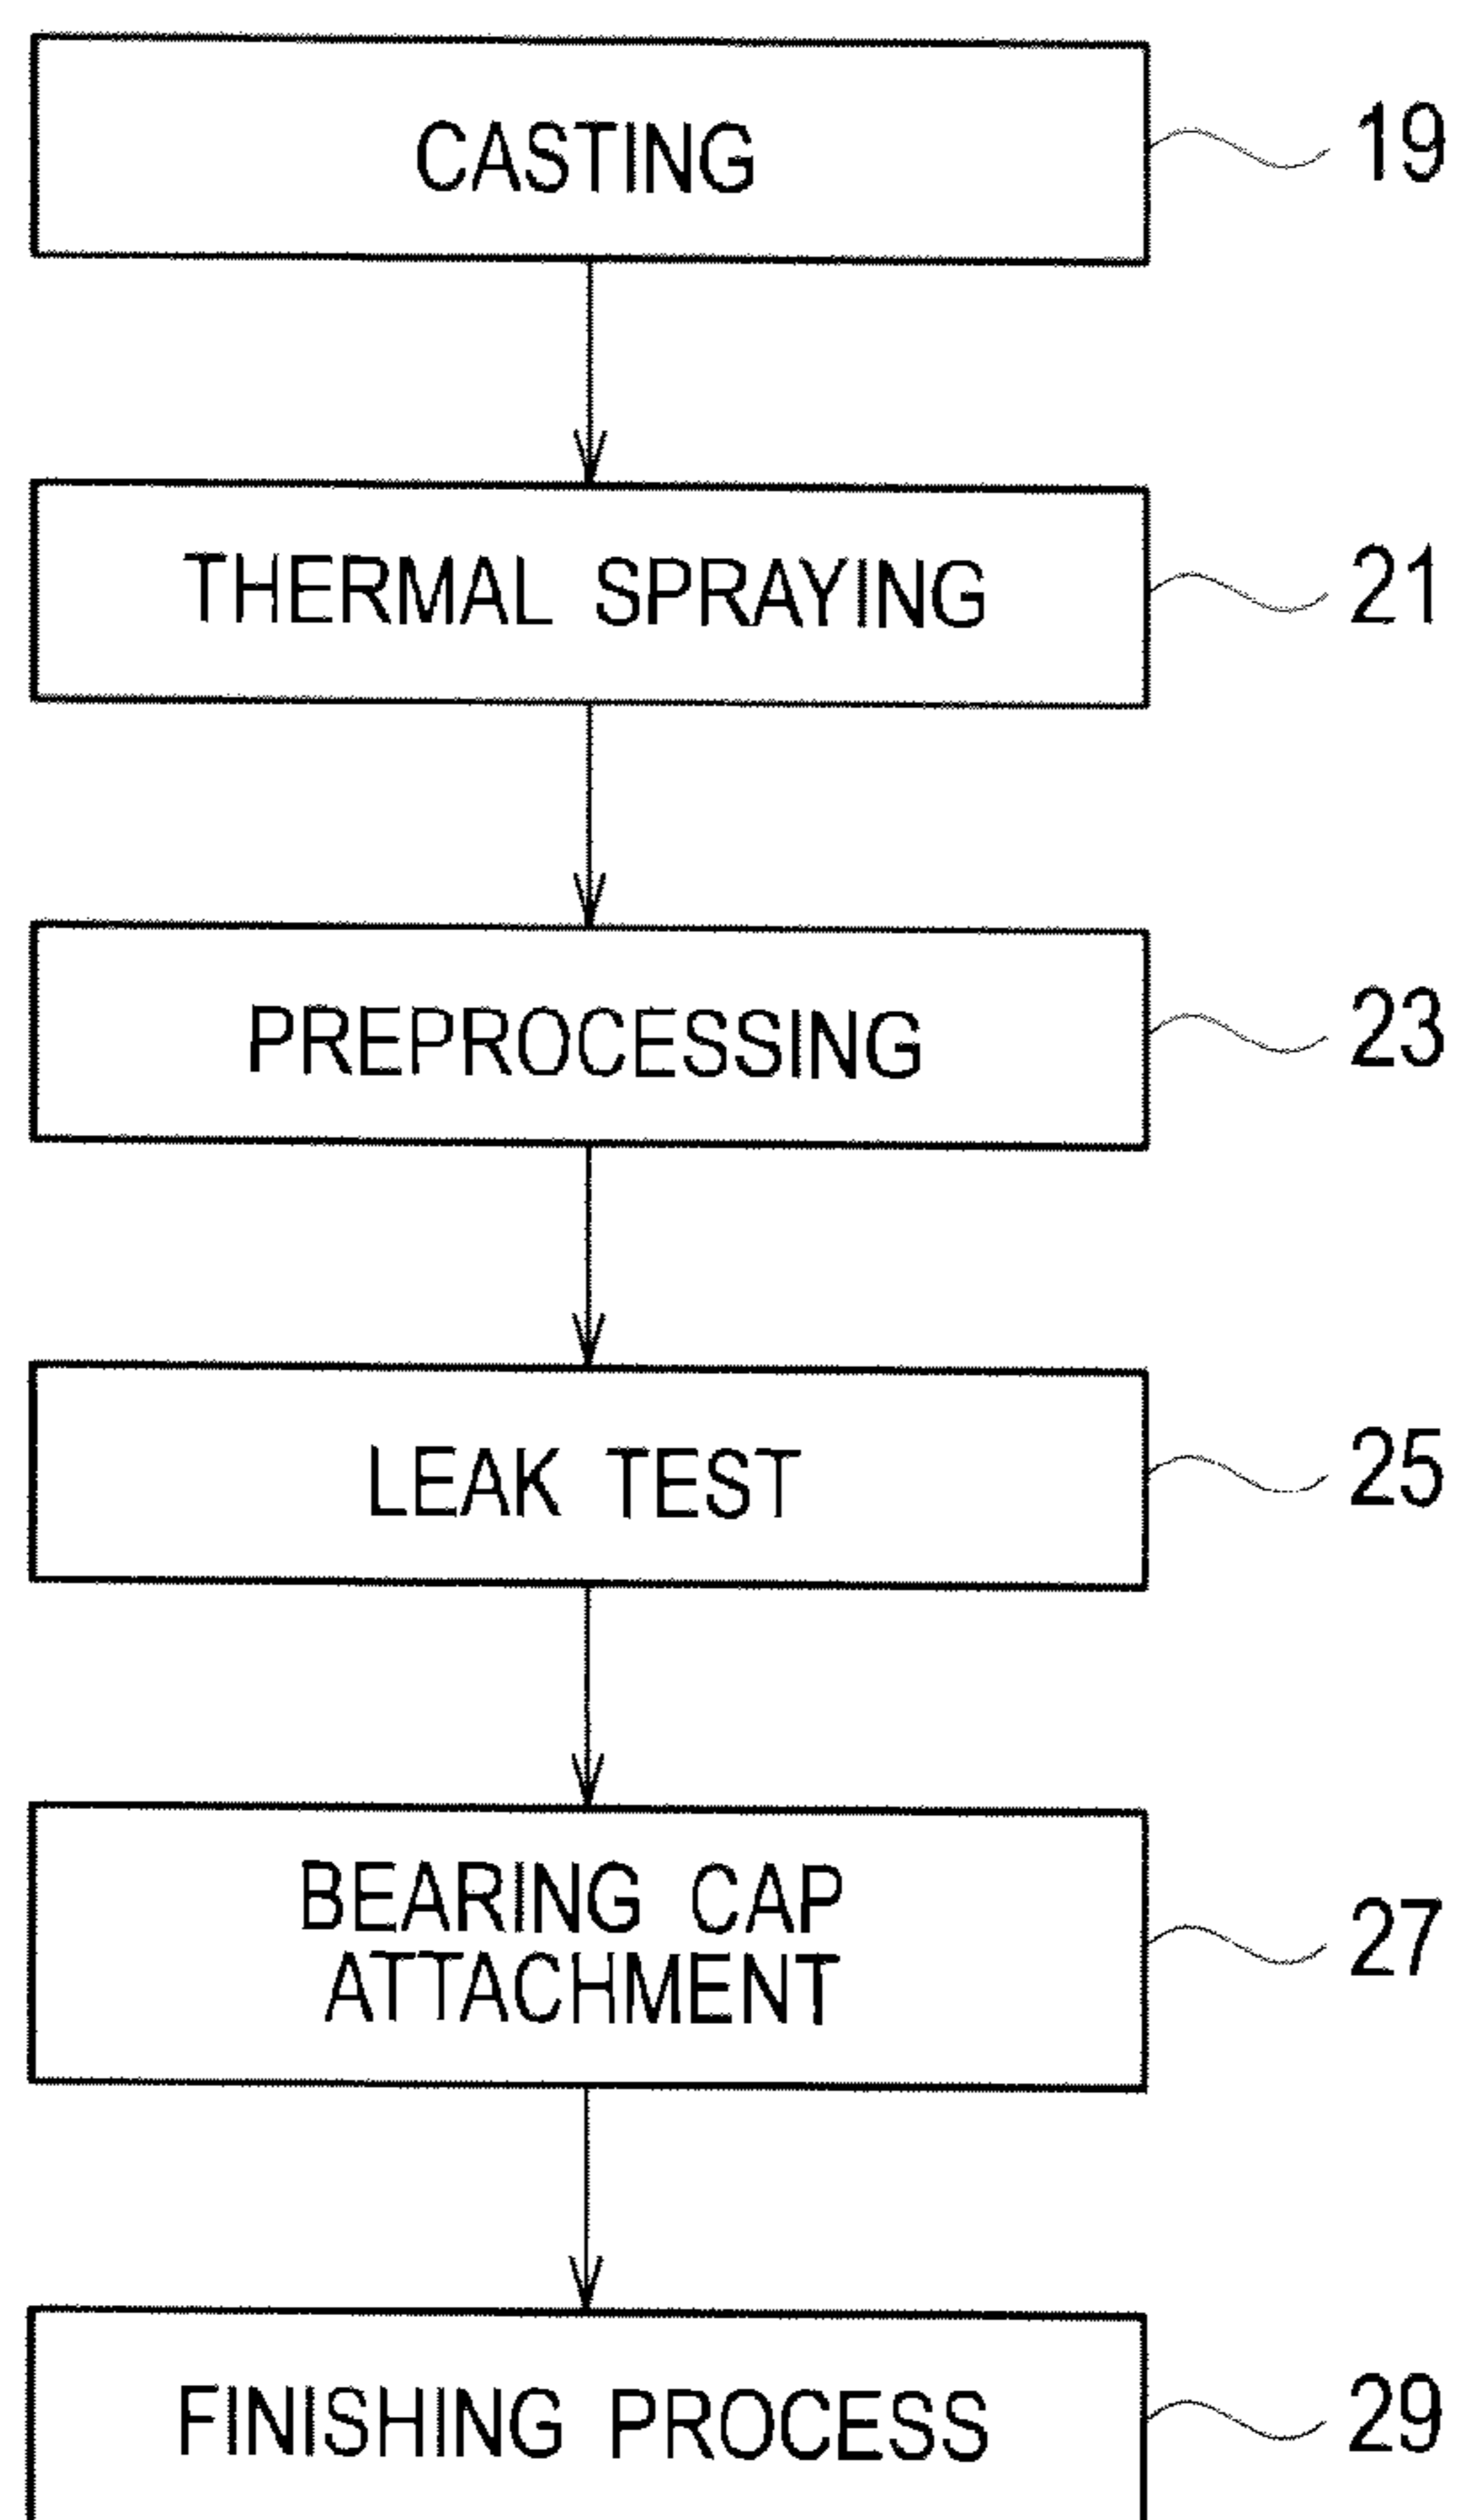 CASTING 19
THERMAL SPRAYING 21
PREPROCESSING 23
LEAK TEST 25
BEARING CAP
ATTACHMENT 27
FINISHING PROCESS 29